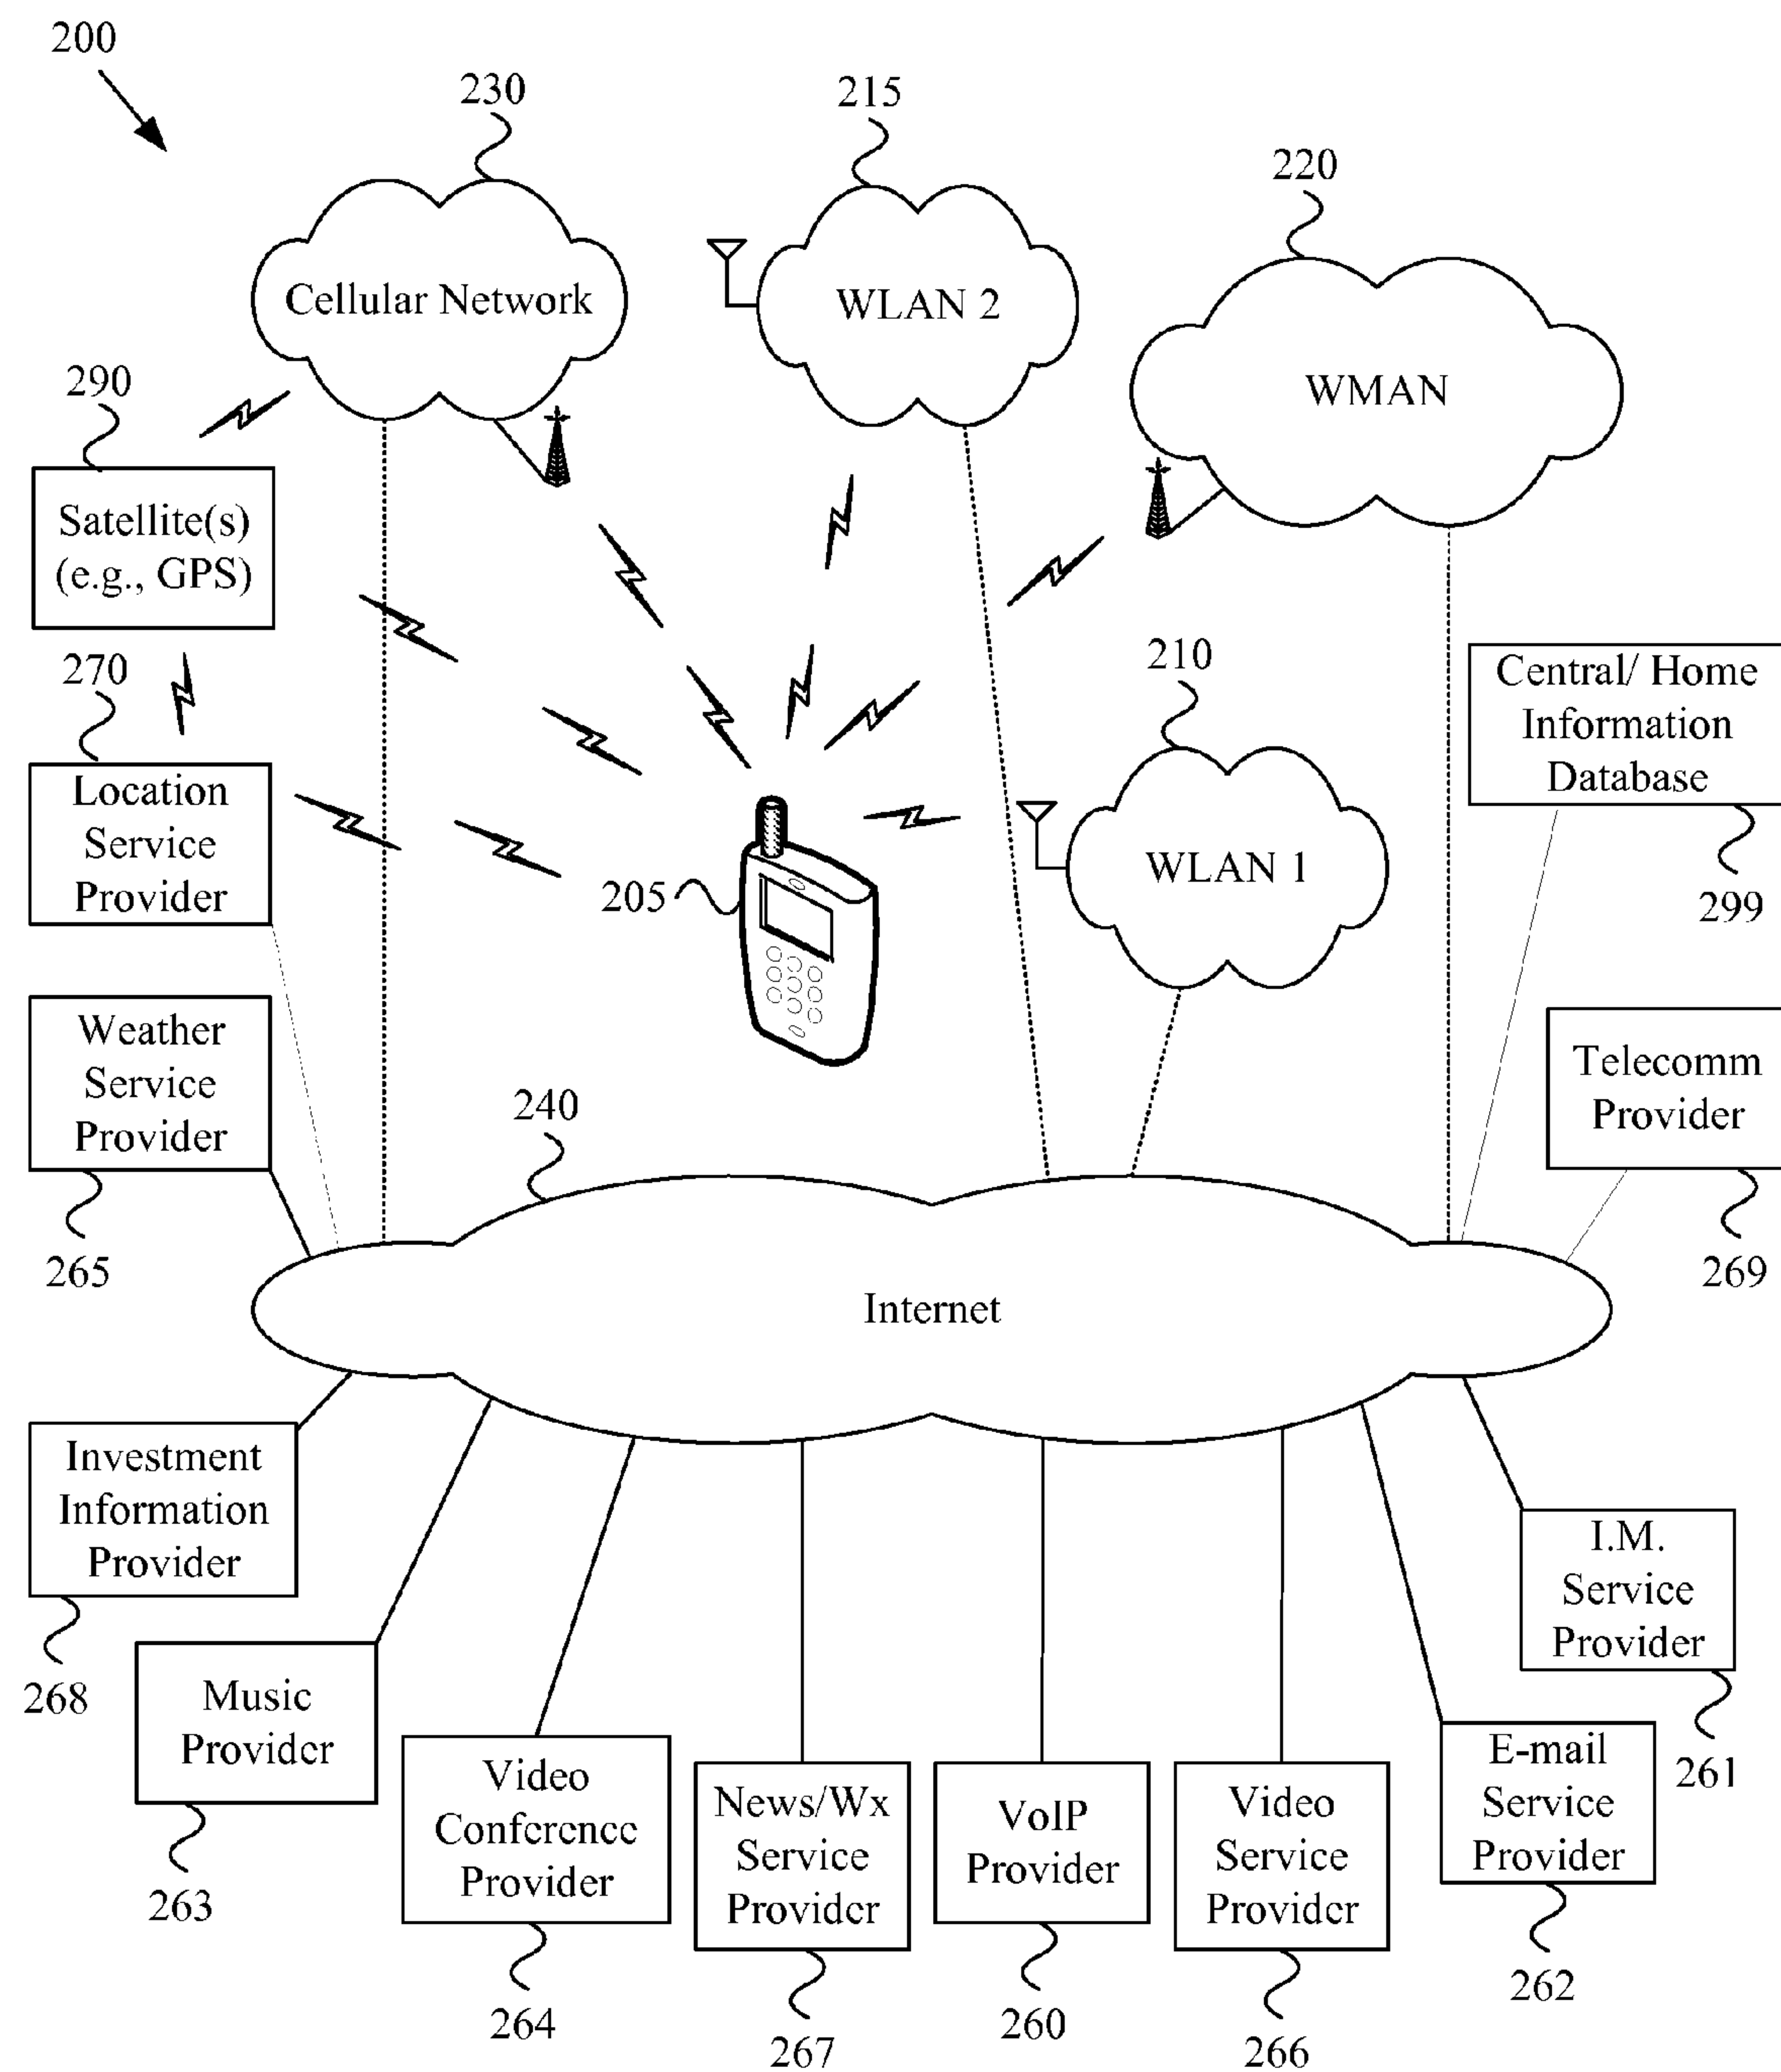 200
230
215
220
Cellular Network
WLAN 2
WMAN
290
Satellite(s)
(e.g., GPS)
270
Location
Service
Provider
210
WLAN 1
205
Central/ Home
Information
Database
299
Weather
Service
Provider
265
240
Telecomm
Provider
269
Internet
Investment
Information
Provider
268
Music
Provider
263
Video
Conference
Provider
264
News/Wx
Service
Provider
267
VoIP
Provider
260
Video
Service
Provider
266
E-mail
Service
Provider
262
I.M.
Service
Provider
261